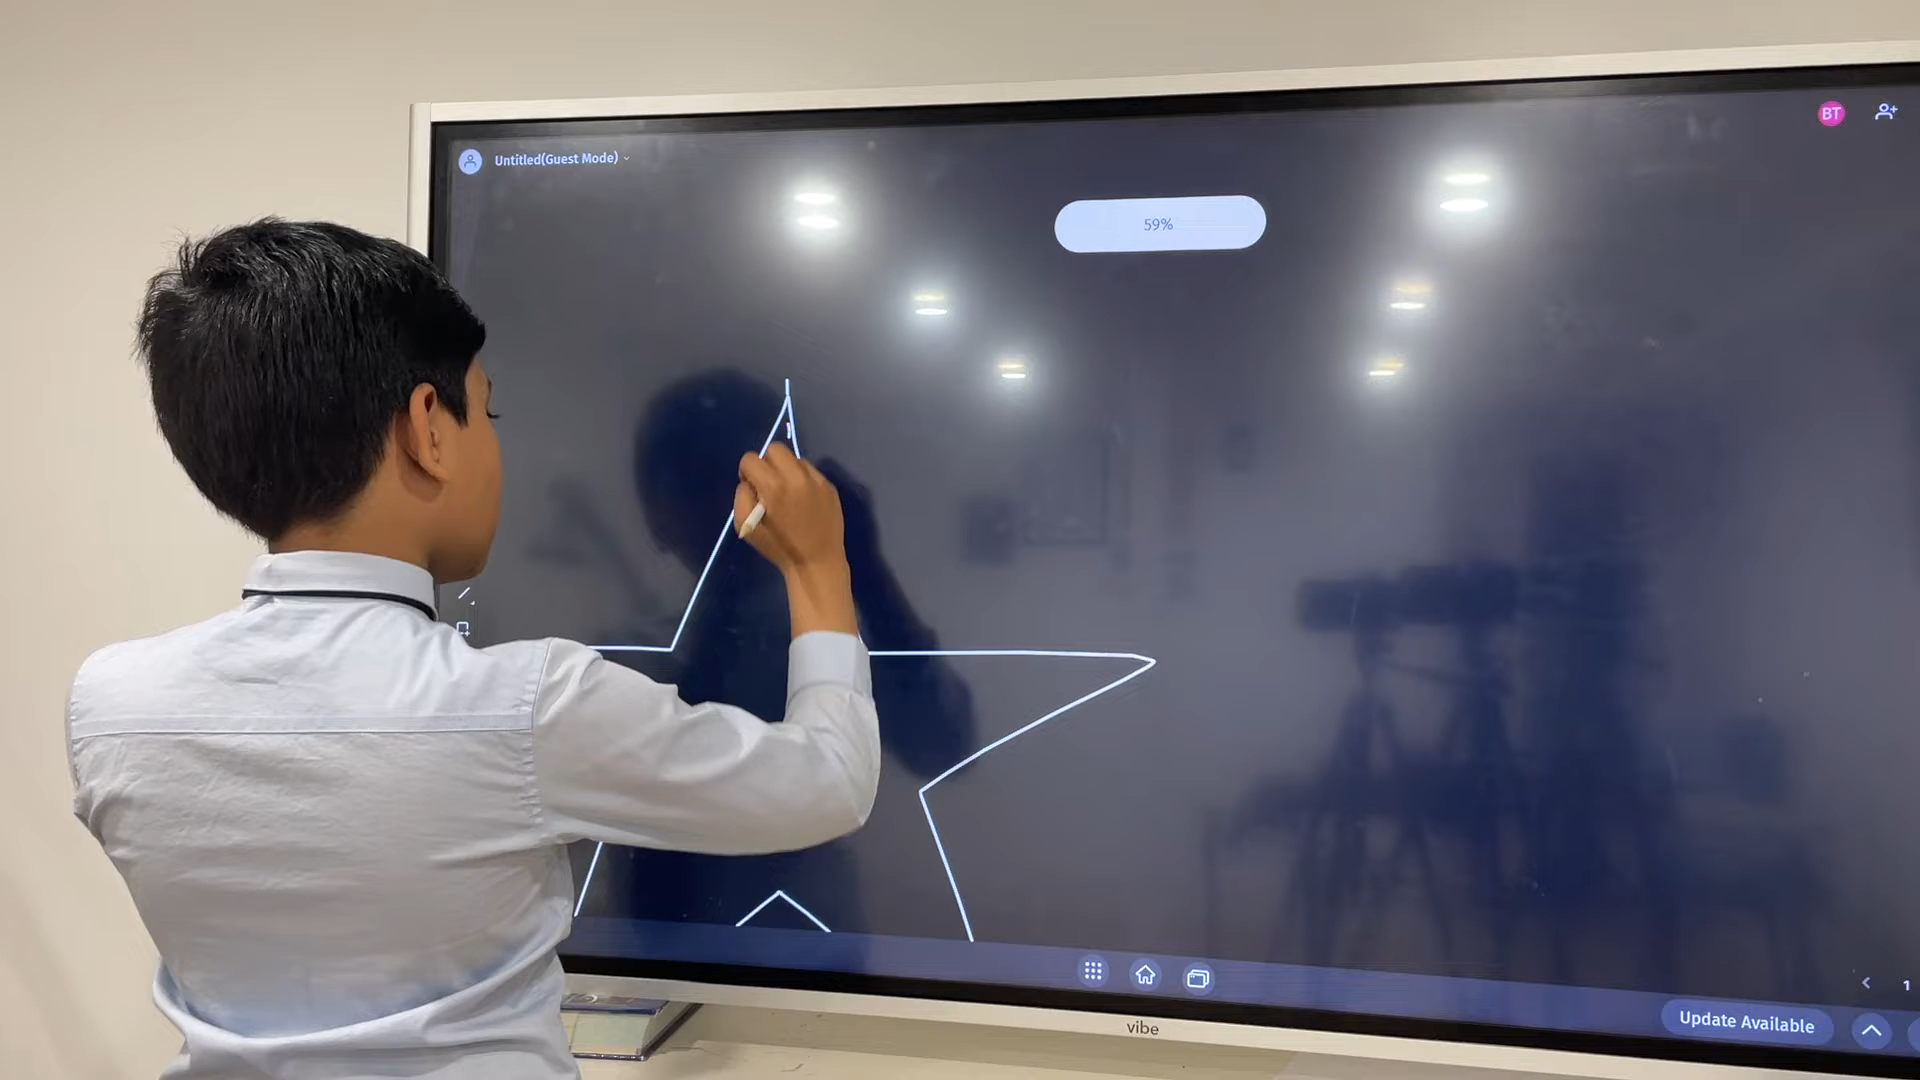 Untitled(Guest Mode)
BT
59%
1
Update Available
vibe